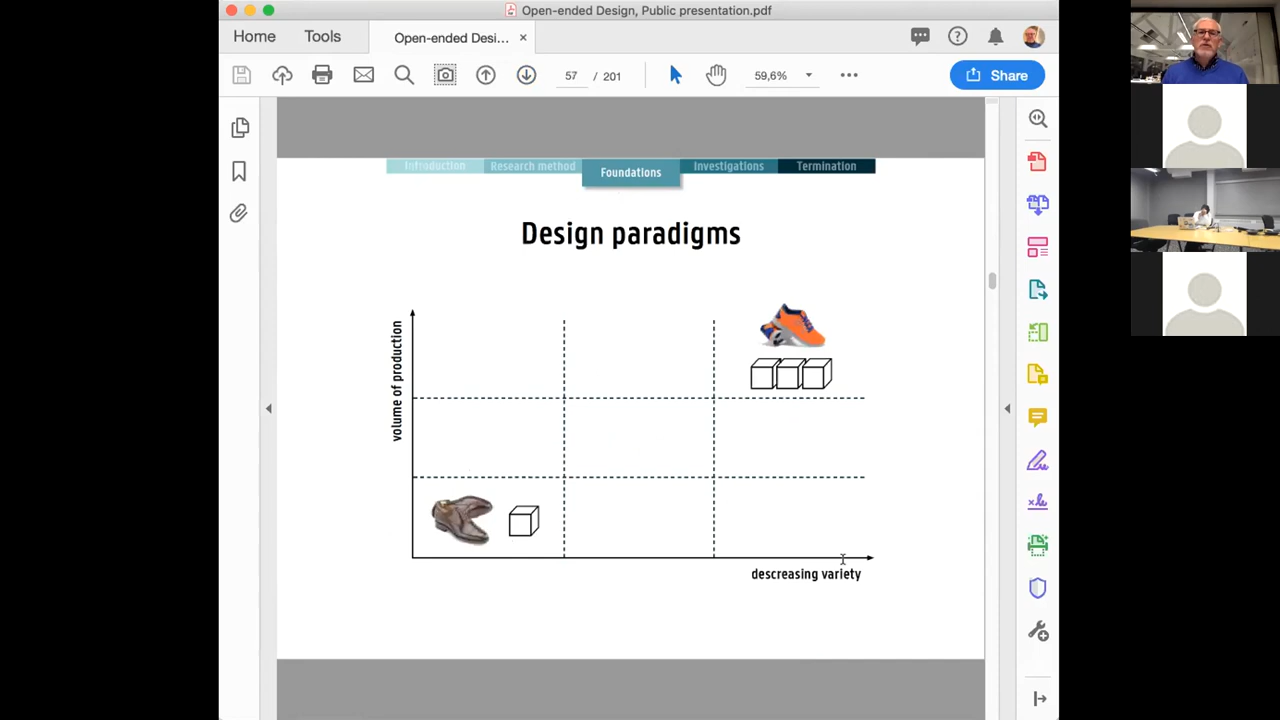 Open-ended Design, Public presentation.pdf
Home
Tools
Open-ended Desi...
57 / 201
59,6%
Share
Introduction
Research method
Foundations
Investigations
Termination
Design paradigms
volume of production
descreasing variety